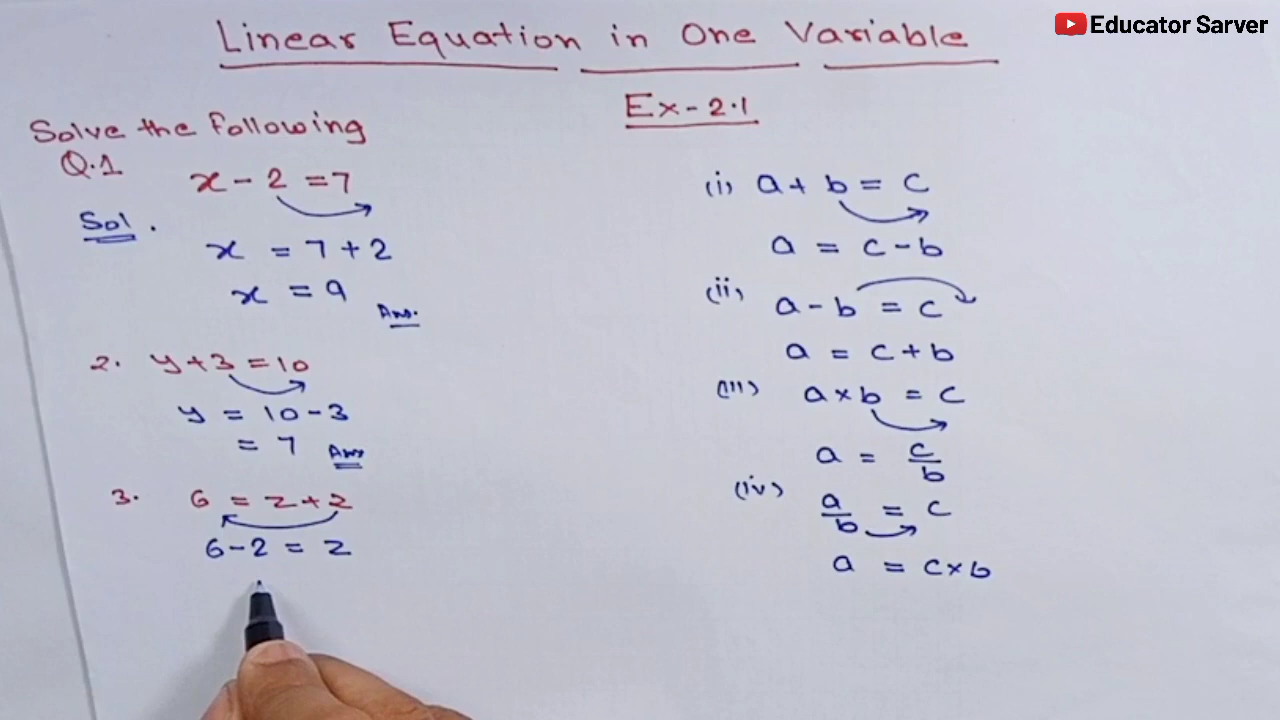 Educator Sarver
Linear Equation in One Variable
Ex-2.1
Solve the following
Q.1
x - 2 = 7
Sol.
x = 7 + 2
x = 9
Ans.
2. y + 3 = 10
y = 10 - 3
= 7 Ans
3. 6 = z + 2
6 - 2 = z
(i) a + b = c
a = c - b
(ii) a - b = c
a = c + b
(iii) a × b = c
a = c/b
(iv) a/b = c
a = c × b